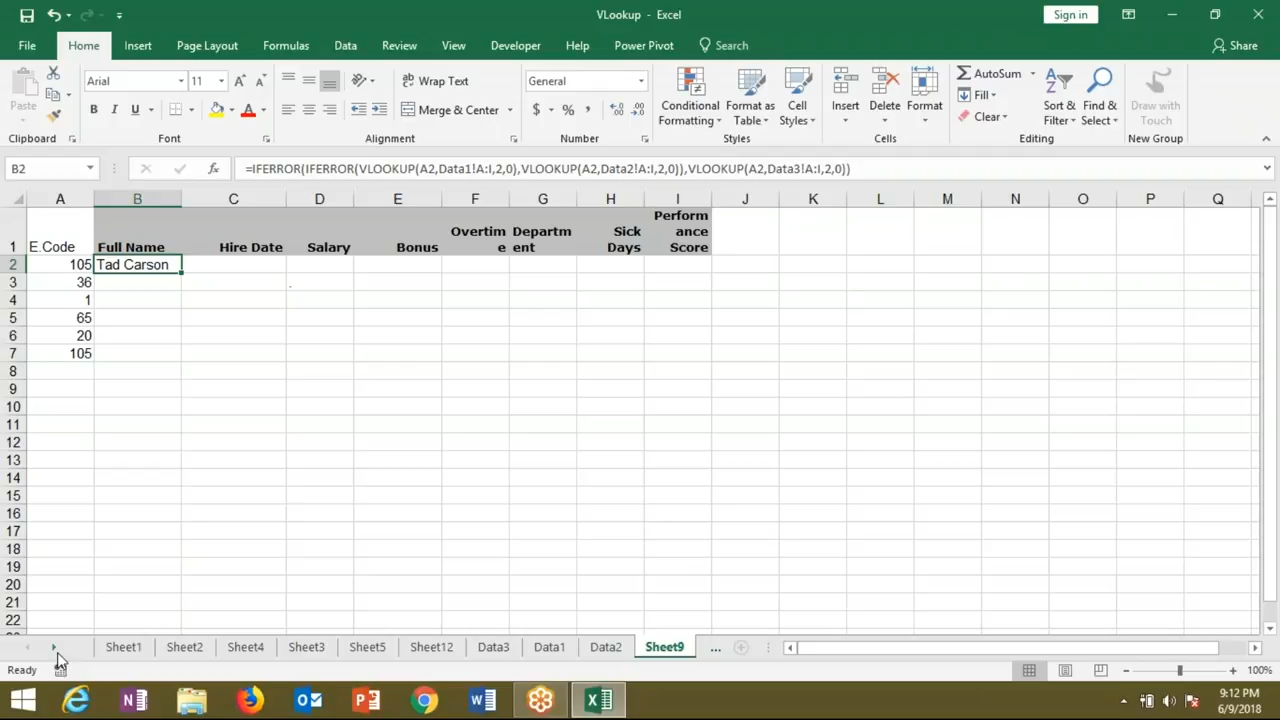 VLookup - Excel
Sign in
File Home Insert Page Layout Formulas Data Review View Developer Help Power Pivot Search Share
Paste
Arial 11
Wrap Text
General
Conditional Formatting
Format as Table
Cell Styles
Insert
Delete
Format
AutoSum
Fill
Clear
Sort & Filter
Find & Select
Draw with Touch
B I U
Merge & Center
$ % ,
Clipboard Font Alignment Number Styles Cells Editing New Group
B2 fx =IFERROR(IFERROR(VLOOKUP(A2,Data1!A:I,2,0),VLOOKUP(A2,Data2!A:I,2,0)),VLOOKUP(A2,Data3!A:I,2,0))
A B C D E F G H I J K L M N O P Q
1 E.Code Full Name Hire Date Salary Bonus Overtime Department Sick Days Performance Score
2 105 Tad Carson
3 36 .
4 1
5 65
6 20
7 105
8
9
10
11
12
13
14
15
16
17
18
19
20
21
22
Sheet1 Sheet2 Sheet4 Sheet3 Sheet5 Sheet12 Data3 Data1 Data2 Sheet9 ...
Ready 100%
9:12 PM
6/9/2018